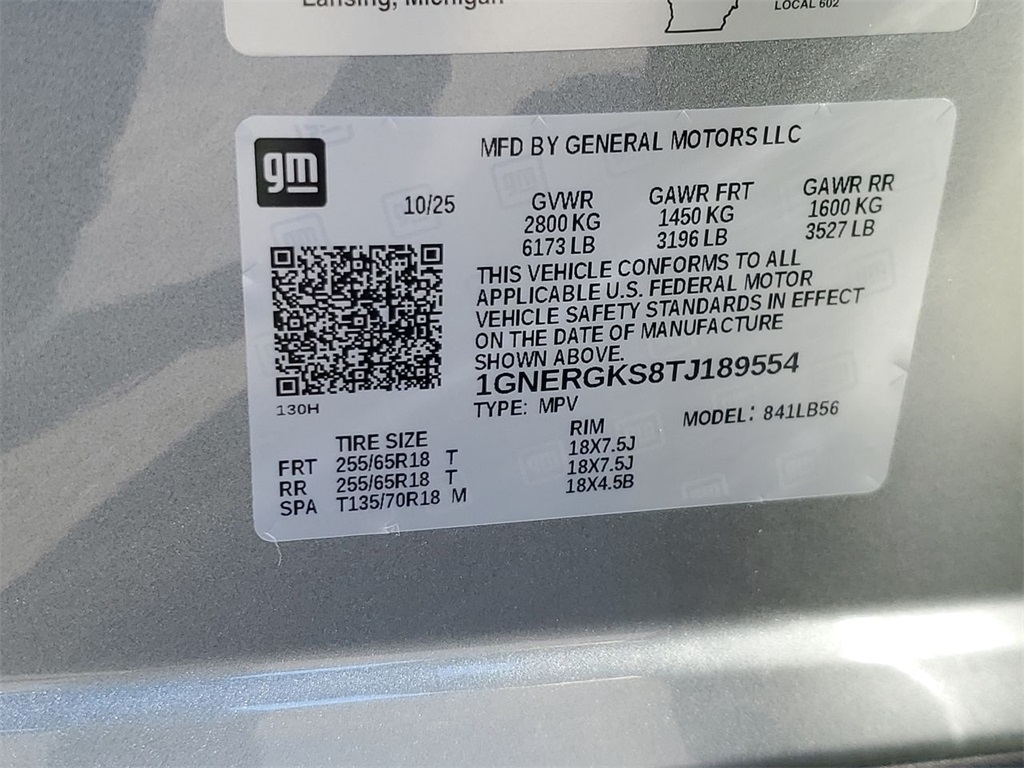 Lansing, Michigan
LOCAL 602
gm
MFD BY GENERAL MOTORS LLC
10/25
GVWR GAWR FRT GAWR RR
2800 KG 1450 KG 1600 KG
6173 LB 3196 LB 3527 LB
THIS VEHICLE CONFORMS TO ALL
APPLICABLE U.S. FEDERAL MOTOR
VEHICLE SAFETY STANDARDS IN EFFECT
ON THE DATE OF MANUFACTURE
SHOWN ABOVE.
1GNERGKS8TJ189554
130H
TYPE: MPV MODEL: 841LB56
TIRE SIZE RIM
FRT 255/65R18 T 18X7.5J
RR 255/65R18 T 18X7.5J
SPA T135/70R18 M 18X4.5B